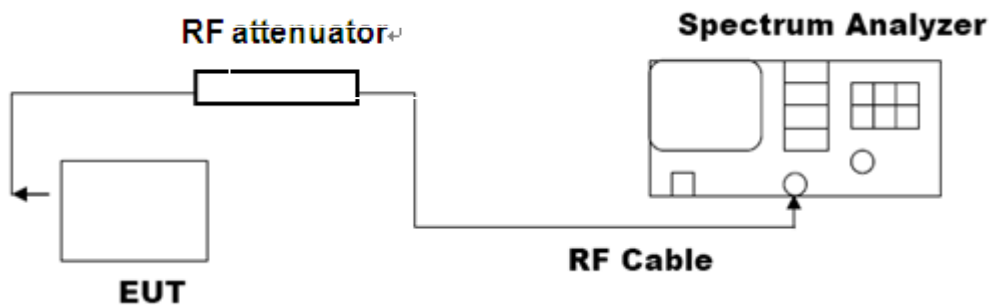 RF attenuator↵
Spectrum Analyzer
RF Cable
EUT